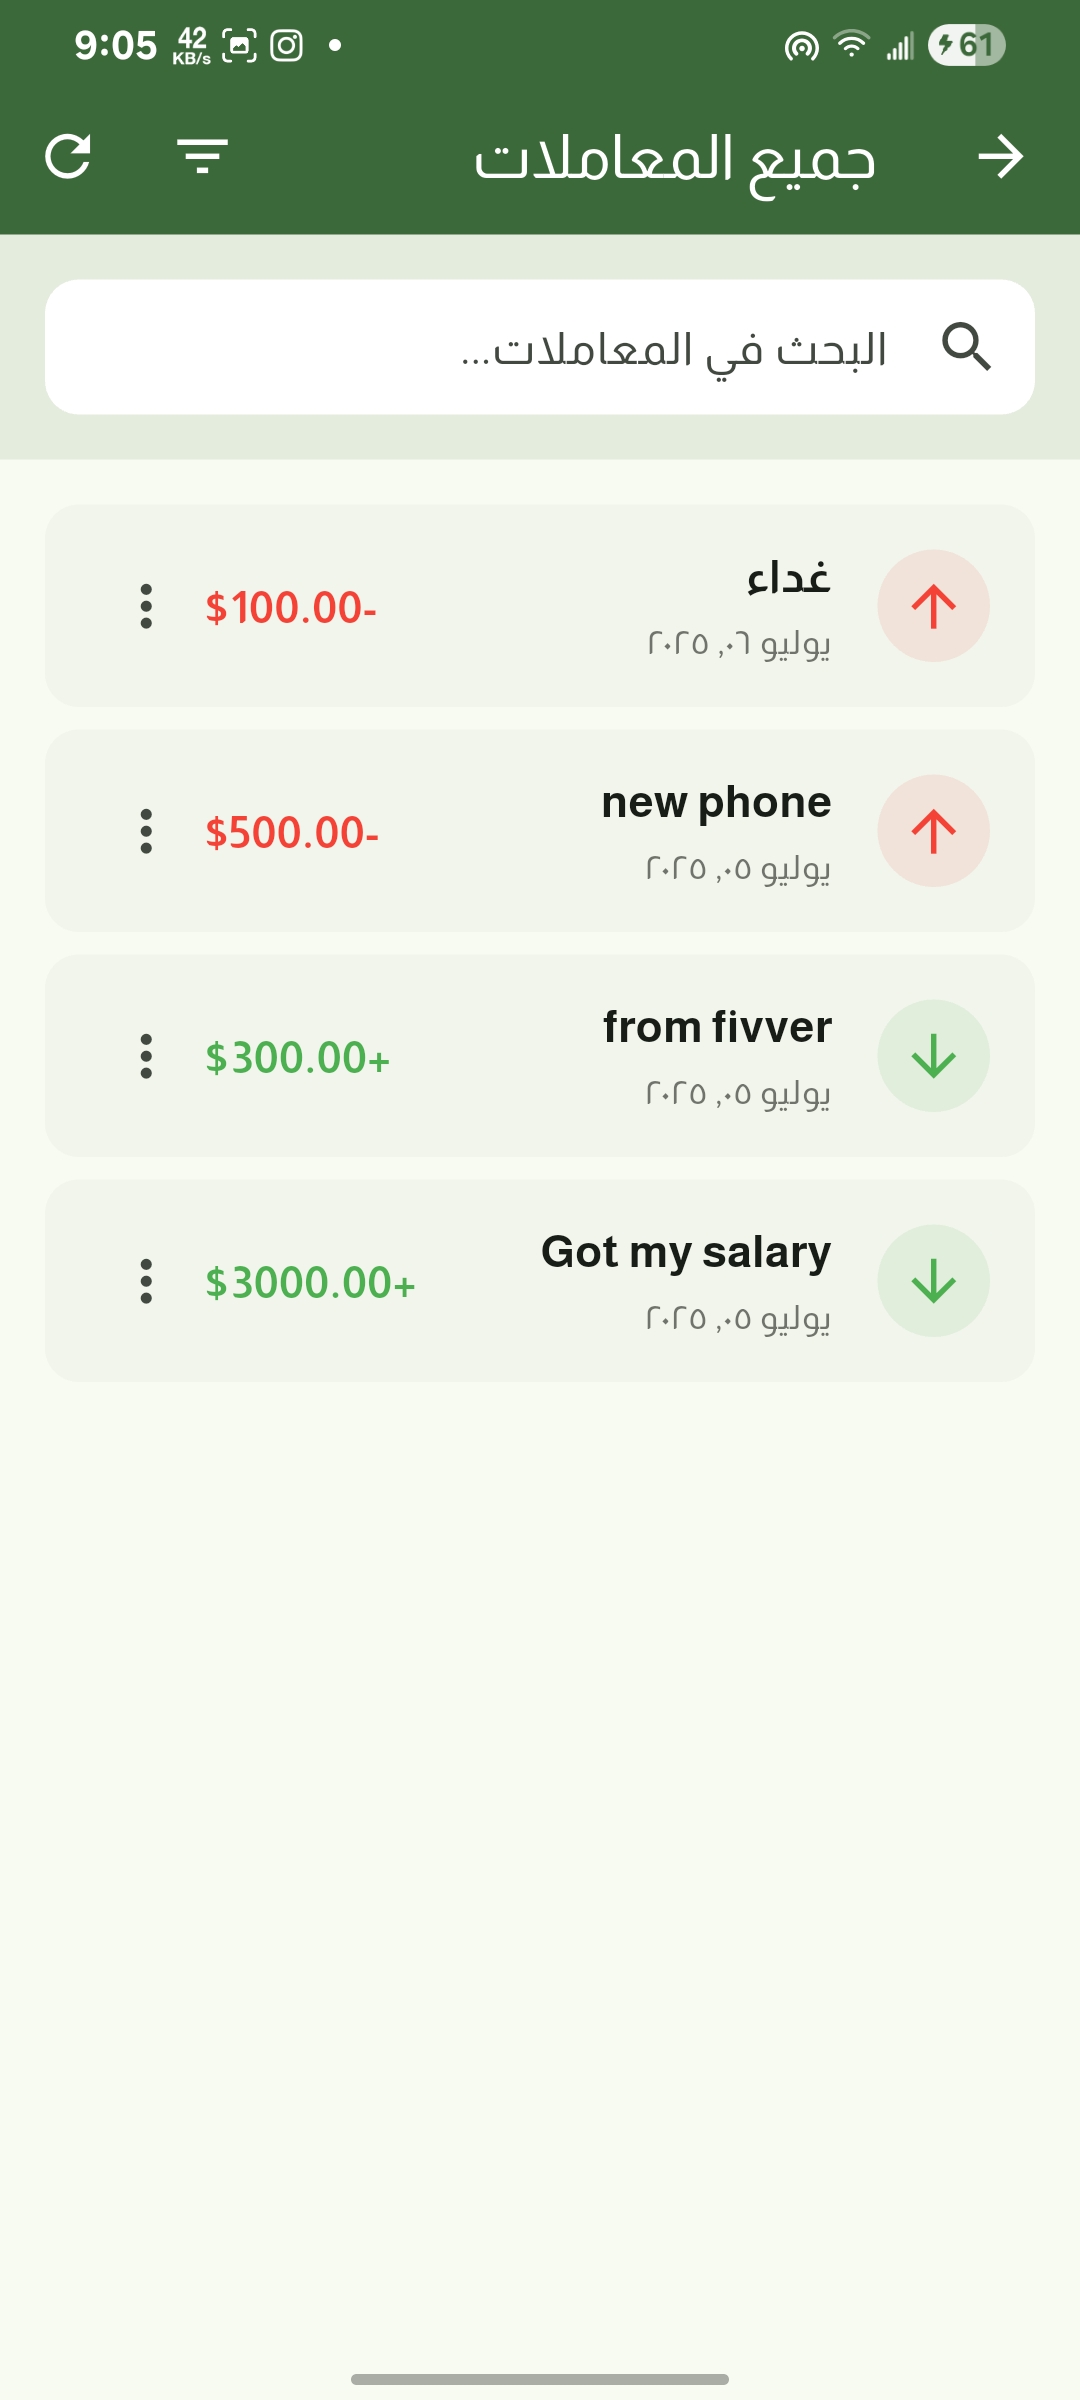 9:05 42 KB/s 61
جميع المعاملات
البحث في المعاملات...
غداء
يوليو ٠٦, ٢٠٢٥
$100.00-
new phone
يوليو ٠٥, ٢٠٢٥
$500.00-
from fivver
يوليو ٠٥, ٢٠٢٥
$300.00+
Got my salary
يوليو ٠٥, ٢٠٢٥
$3000.00+